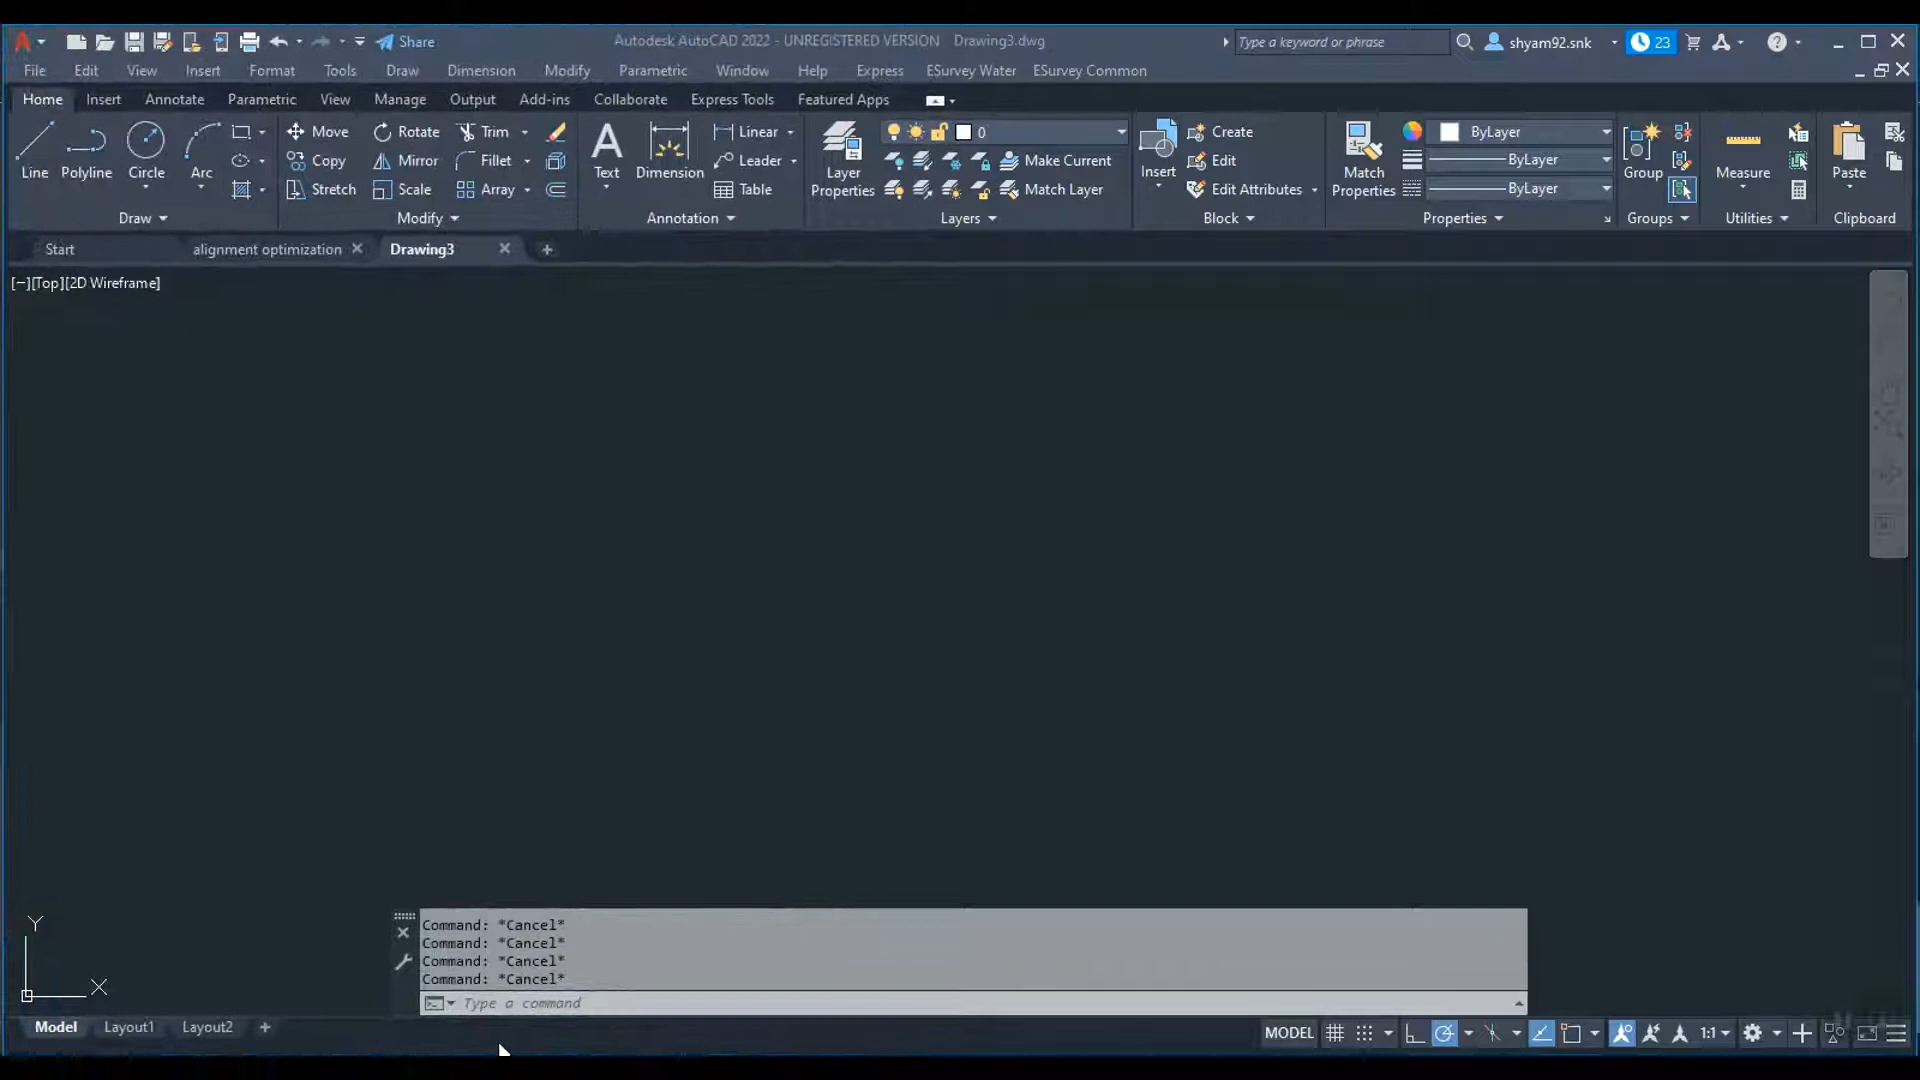 Share
Autodesk AutoCAD 2022 - UNREGISTERED VERSION Drawing3.dwg
Type a keyword or phrase
shyam92.snk
23
File Edit View Insert Format Tools Draw Dimension Modify Parametric Window Help Express ESurvey Water ESurvey Common
Home Insert Annotate Parametric View Manage Output Add-ins Collaborate Express Tools Featured Apps
Line
Polyline
Circle
Arc
Draw
Move Rotate Trim
Copy Mirror Fillet
Stretch Scale Array
Modify
Text
Dimension
Linear
Leader
Table
Annotation
Layer Properties
0
Make Current
Match Layer
Layers
Insert
Create
Edit
Edit Attributes
Block
Match Properties
ByLayer
ByLayer
ByLayer
Properties
Group
Groups
Measure
Utilities
Paste
Clipboard
Start
alignment optimization
Drawing3
[−][Top][2D Wireframe]
Y
X
Command: *Cancel*
Command: *Cancel*
Command: *Cancel*
Command: *Cancel*
Type a command
Model Layout1 Layout2
MODEL
1:1